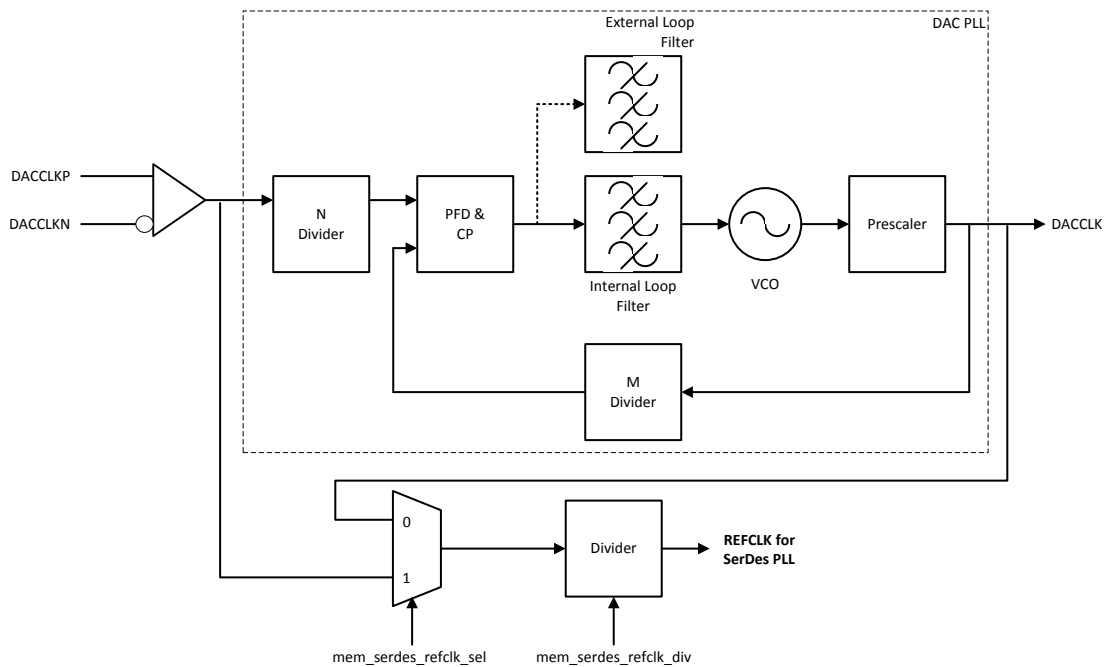 External Loop
Filter
DAC PLL
DACCLKP
DACCLKN
N
Divider
PFD &
CP
Internal Loop
Filter
VCO
Prescaler
DACCLK
M
Divider
0
1
Divider
REFCLK for
SerDes PLL
mem_serdes_refclk_sel
mem_serdes_refclk_div